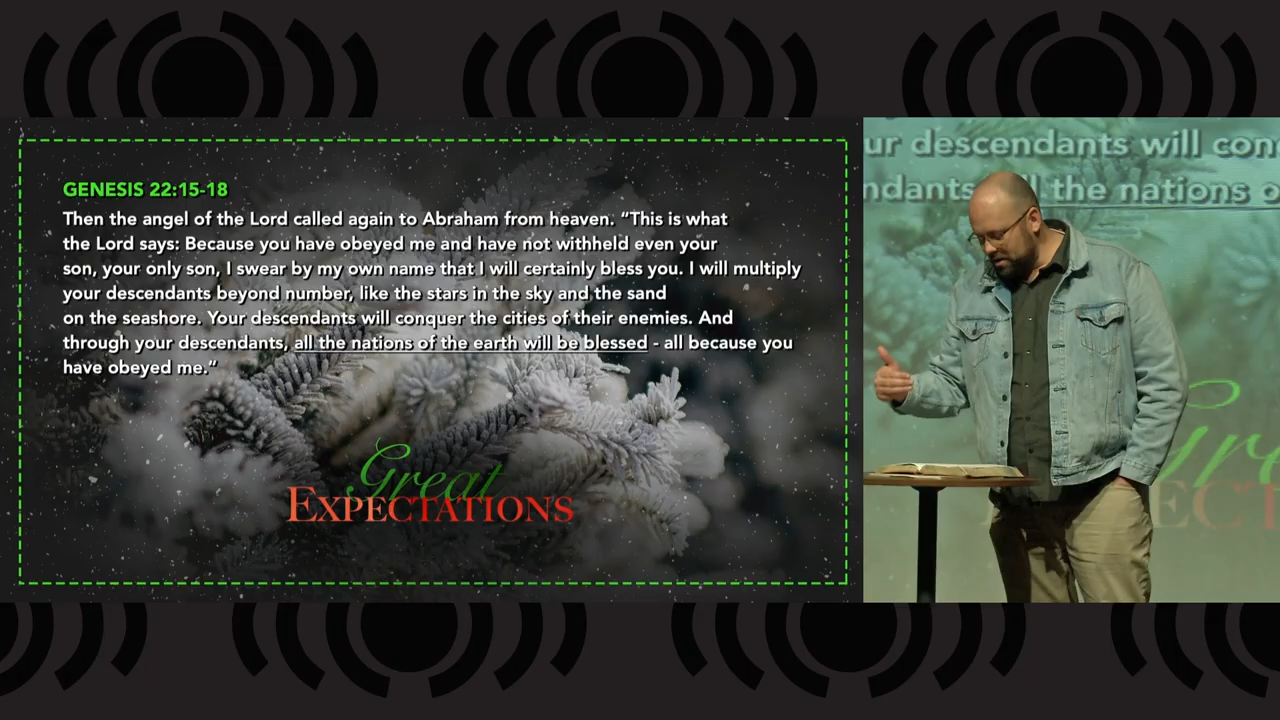 GENESIS 22:15-18
Then the angel of the Lord called again to Abraham from heaven. “This is what
the Lord says: Because you have obeyed me and have not withheld even your
son, your only son, I swear by my own name that I will certainly bless you. I will multiply
your descendants beyond number, like the stars in the sky and the sand
on the seashore. Your descendants will conquer the cities of their enemies. And
through your descendants, all the nations of the earth will be blessed - all because you
have obeyed me.”
Great
EXPECTATIONS
descendants will
the nations